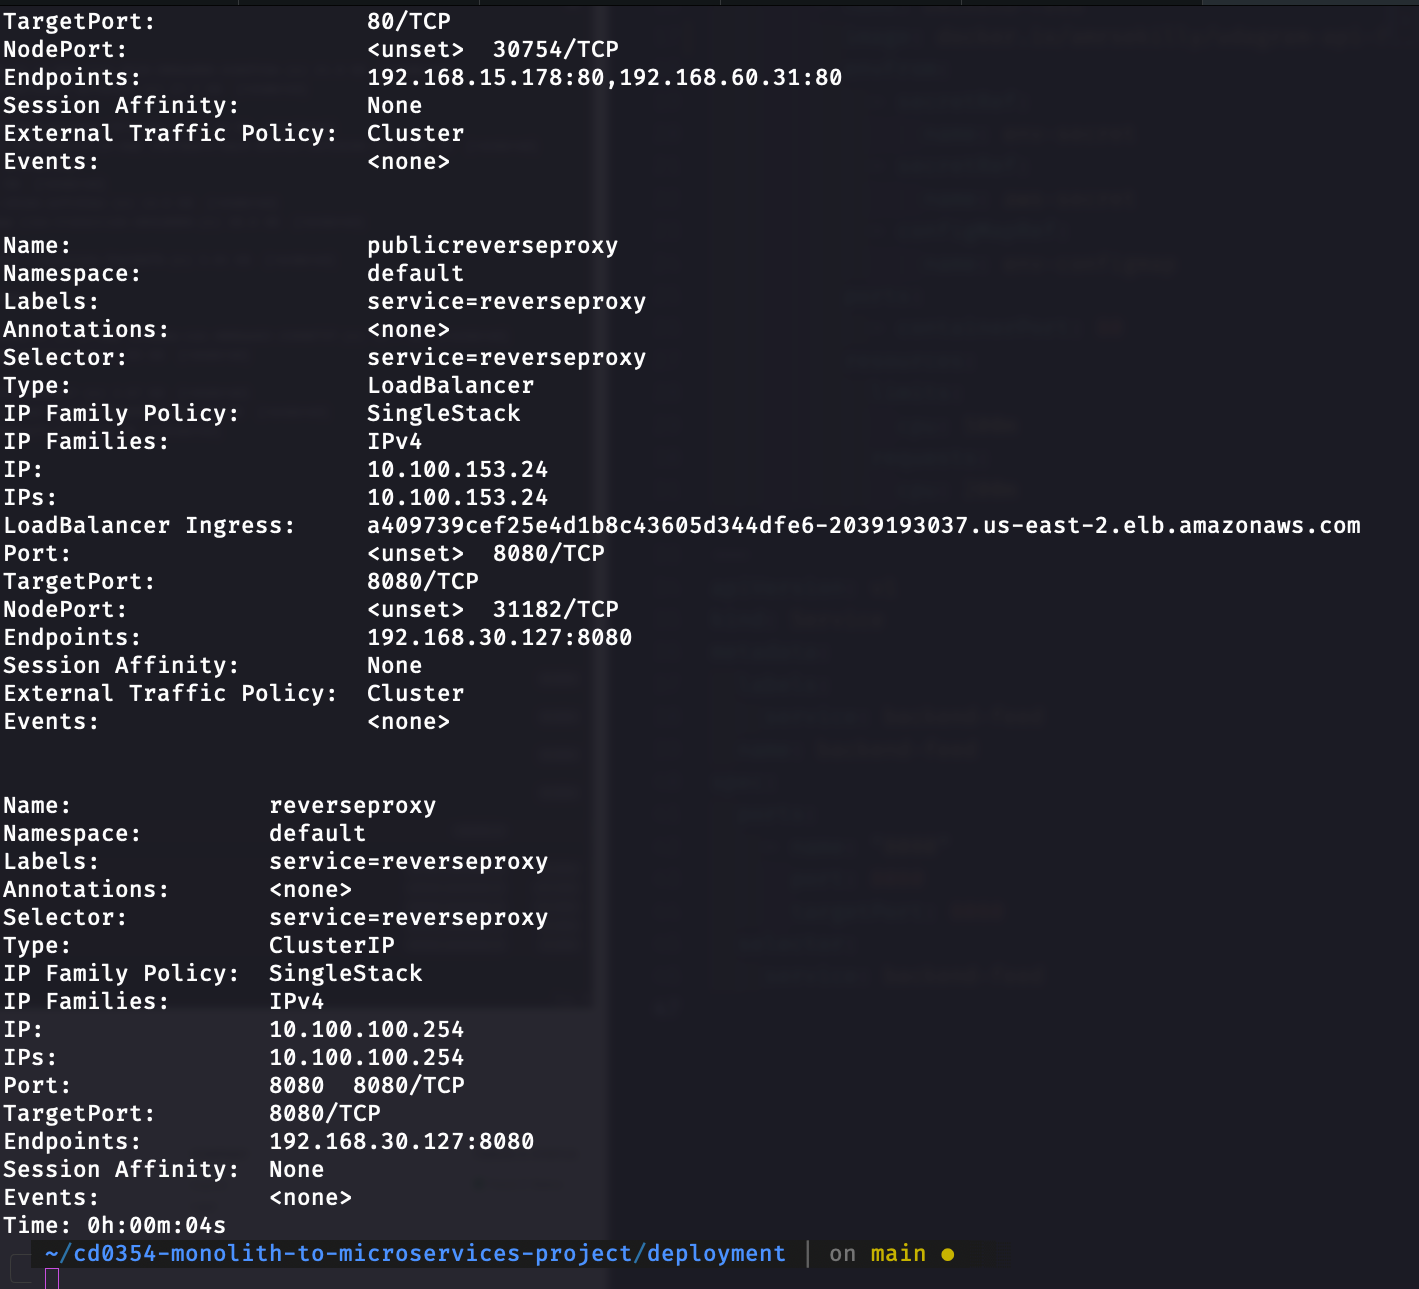 TargetPort: 80/TCP
NodePort: <unset> 30754/TCP
Endpoints: 192.168.15.178:80,192.168.60.31:80
Session Affinity: None
External Traffic Policy: Cluster
Events: <none>
Name: publicreverseproxy
Namespace: default
Labels: service=reverseproxy
Annotations: <none>
Selector: service=reverseproxy
Type: LoadBalancer
IP Family Policy: SingleStack
IP Families: IPv4
IP: 10.100.153.24
IPs: 10.100.153.24
LoadBalancer Ingress: a409739cef25e4d1b8c43605d344dfe6-2039193037.us-east-2.elb.amazonaws.com
Port: <unset> 8080/TCP
TargetPort: 8080/TCP
NodePort: <unset> 31182/TCP
Endpoints: 192.168.30.127:8080
Session Affinity: None
External Traffic Policy: Cluster
Events: <none>
Name: reverseproxy
Namespace: default
Labels: service=reverseproxy
Annotations: <none>
Selector: service=reverseproxy
Type: ClusterIP
IP Family Policy: SingleStack
IP Families: IPv4
IP: 10.100.100.254
IPs: 10.100.100.254
Port: 8080 8080/TCP
TargetPort: 8080/TCP
Endpoints: 192.168.30.127:8080
Session Affinity: None
Events: <none>
Time: 0h:00m:04s
~/cd0354-monolith-to-microservices-project/deployment | on main ●